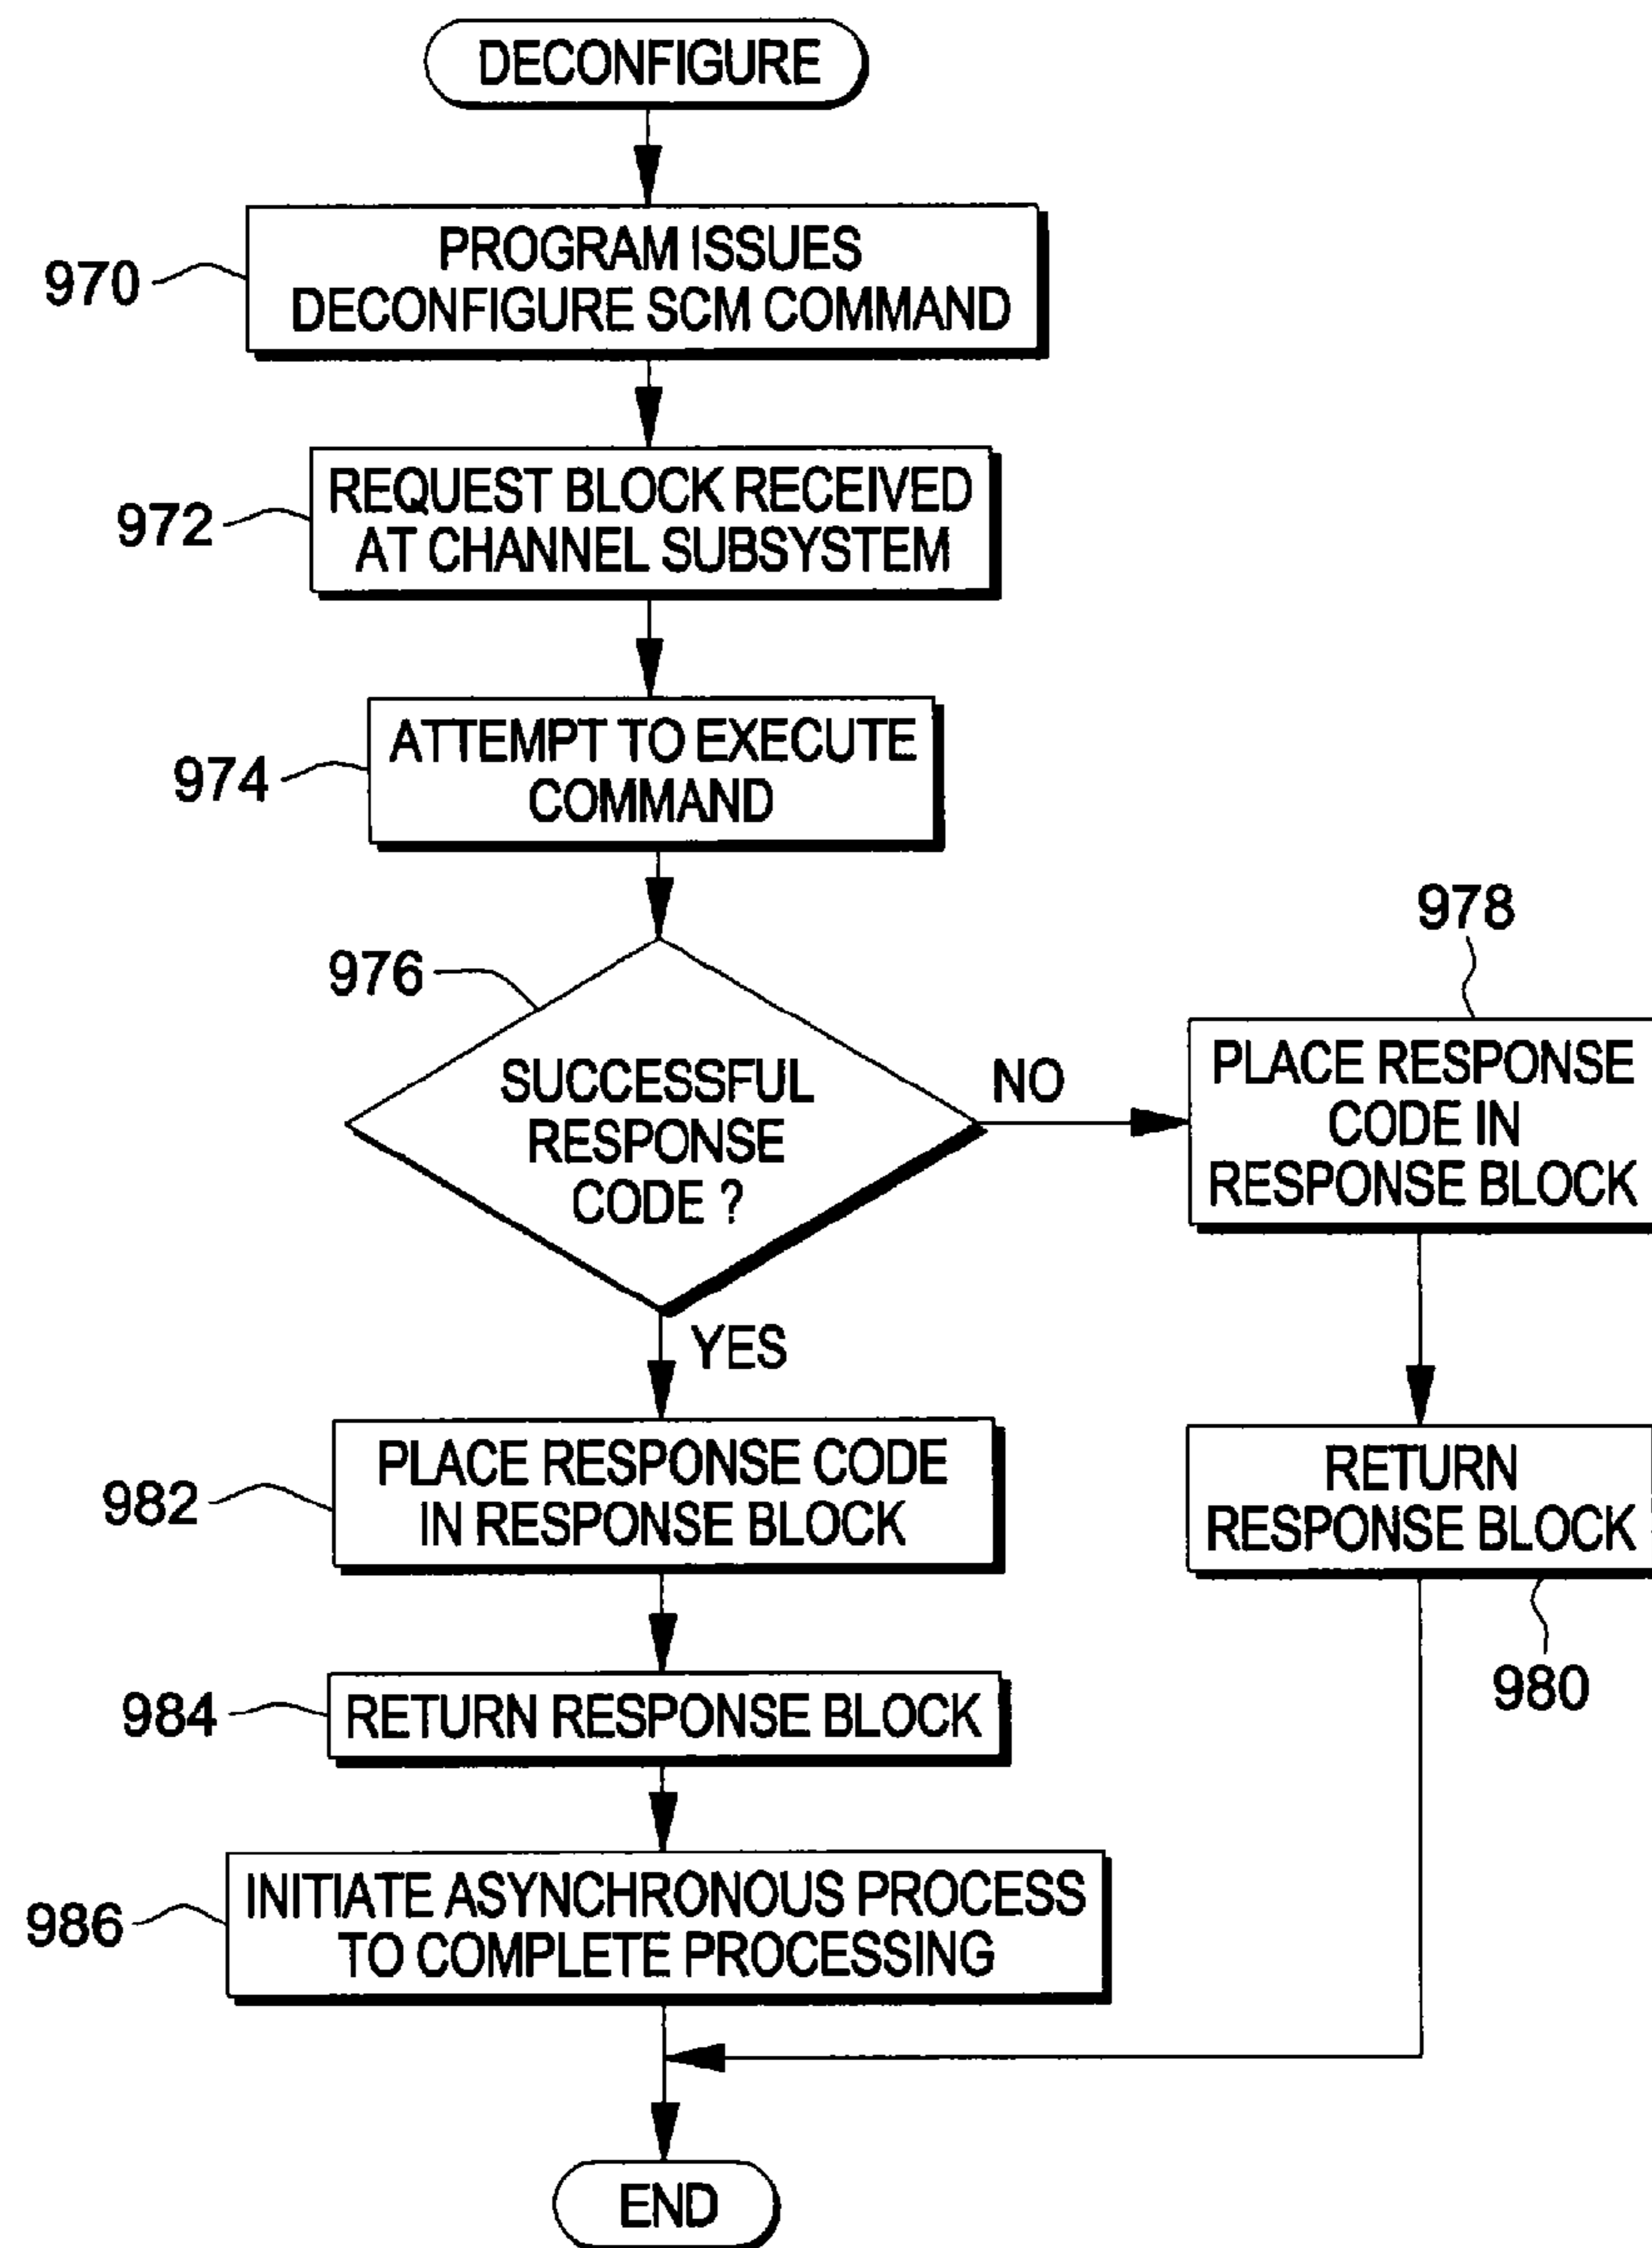 DECONFIGURE
970
PROGRAM ISSUES
DECONFIGURE SCM COMMAND
972
REQUEST BLOCK RECEIVED
AT CHANNEL SUBSYSTEM
974
ATTEMPT TO EXECUTE
COMMAND
976
SUCCESSFUL
RESPONSE
CODE ?
NO
978
PLACE RESPONSE
CODE IN
RESPONSE BLOCK
YES
982
PLACE RESPONSE CODE
IN RESPONSE BLOCK
RETURN
RESPONSE BLOCK
980
984
RETURN RESPONSE BLOCK
986
INITIATE ASYNCHRONOUS PROCESS
TO COMPLETE PROCESSING
END